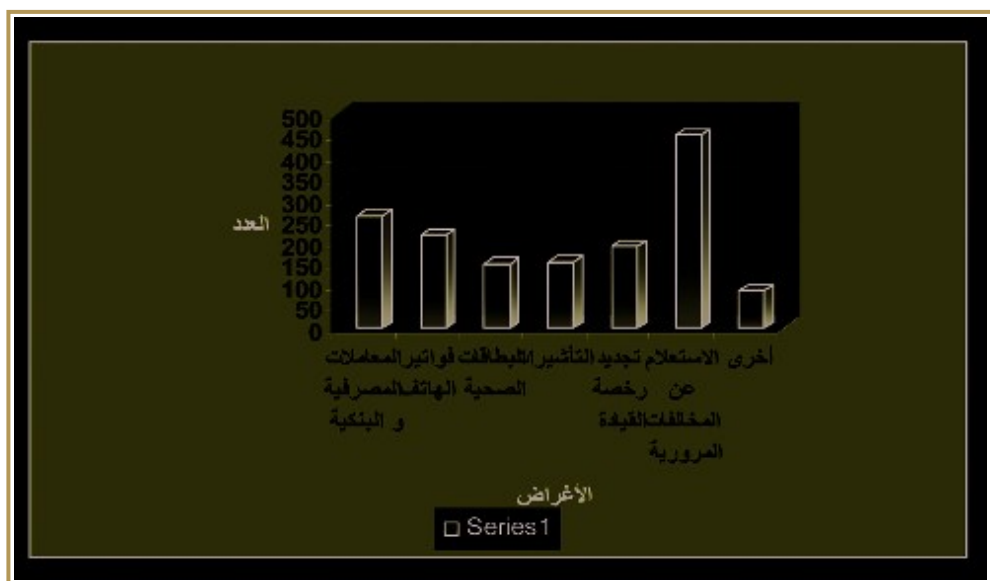 500
450
400
350
300
250
200
150
100
50
0
العدد
المعاملات المصرفية و البنكية
فواتير الهاتف
البطاقات الصحية
التأشيرات
تجديد رخصة القيادة
الاستعلام عن المخالفات المرورية
أخرى
الأغراض
Series1